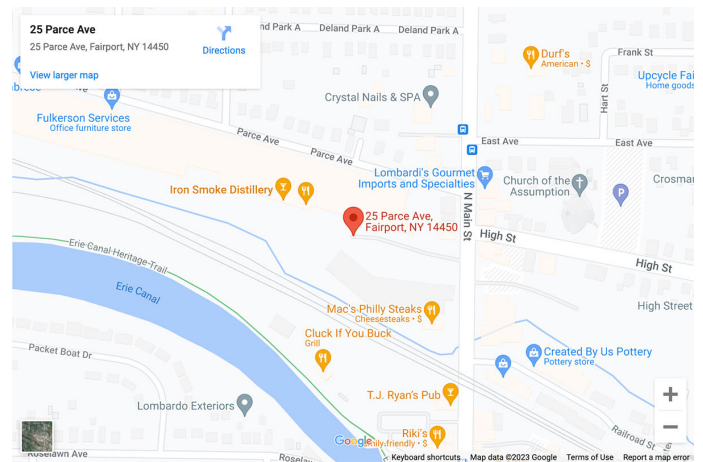 25 Parce Ave
25 Parce Ave, Fairport, NY 14450
Directions
View larger map
nd Park A
Deland Park A
Deland Park A
Durf's
American • $
Frank St
Upcycle Fai
Home goods
Hart St
Crystal Nails & SPA
Fulkerson Services
Office furniture store
Parce Ave
Parce Ave
East Ave
East Ave
Lombardi's Gourmet
Imports and Specialties
Church of the
Assumption
P
Crosma
Iron Smoke Distillery
N Main St
25 Parce Ave,
Fairport, NY 14450
High St
High St
Erie Canal-Heritage-Trail
Erie Canal
High Street
Mac's Philly Steaks
Cheesesteaks • $
Cluck If You Buck
Grill
Packet Boat Dr
Created By Us Pottery
Pottery store
T.J. Ryan's Pub
Lombardo Exteriors
Railroad St
Riki's
mily-friendly • $
Google
Roselawn Ave
Roselaw
Keyboard shortcuts
Map data ©2023 Google
Terms of Use
Report a map error